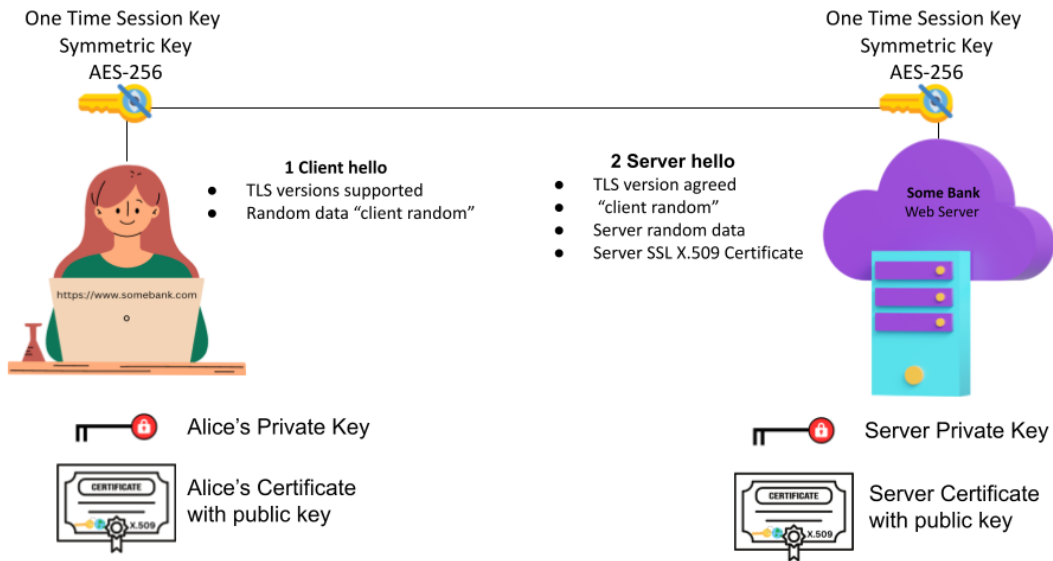 One Time Session Key
Symmetric Key
AES-256
One Time Session Key
Symmetric Key
AES-256
1 Client hello
● TLS versions supported
● Random data “client random”
2 Server hello
● TLS version agreed
● “client random”
● Server random data
● Server SSL X.509 Certificate
Some Bank
Web Server
https://www.somebank.com
Alice’s Private Key
Server Private Key
CERTIFICATE
X.509
Alice’s Certificate
with public key
CERTIFICATE
X.509
Server Certificate
with public key